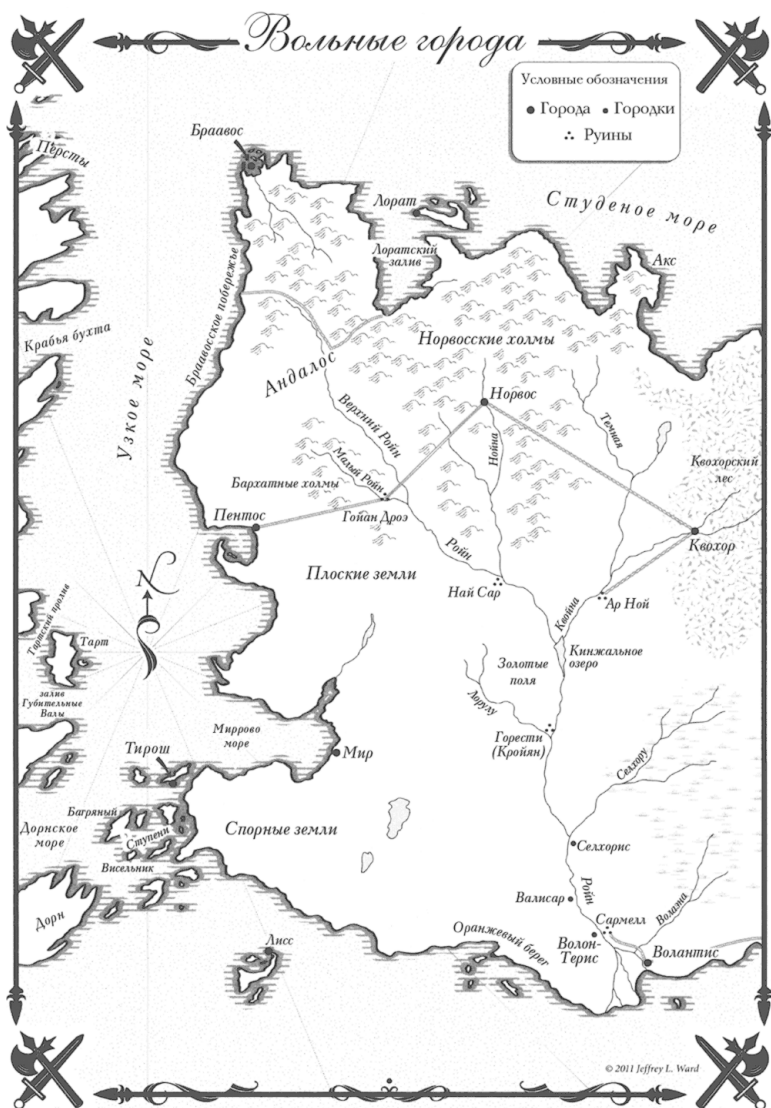 Вольные города
Условные обозначения
Города
Городки
Руины
Браавос
Персты
Лорат
Студеное море
Лоратский
залив
Акс
Браавосское побережье
Крабья бухта
Узкое море
Андалос
Норвосские холмы
Норвос
Верхний Ройн
Нойна
Темная
Малый Ройн
Бархатные холмы
Квохорский
лес
Пентос
Гойан Дроэ
Квохор
Ройн
Плоские земли
Най Сар
Ар Ной
Квойна
Тартский пролив
Тарт
Кинжальное
озеро
Золотые
поля
Лорулу
залив
Губительные
Валы
Миррово
море
Горести
(Кройян)
Тирош
Мир
Селхору
Багряный
Ступени
Дорнское
море
Спорные земли
Висельник
Селхорис
Дорн
Валисар
Ройн
Сармелл
Волаэна
Лисс
Оранжевый берег
Волон-
Терис
Волантис
© 2011 Jeffrey L. Ward